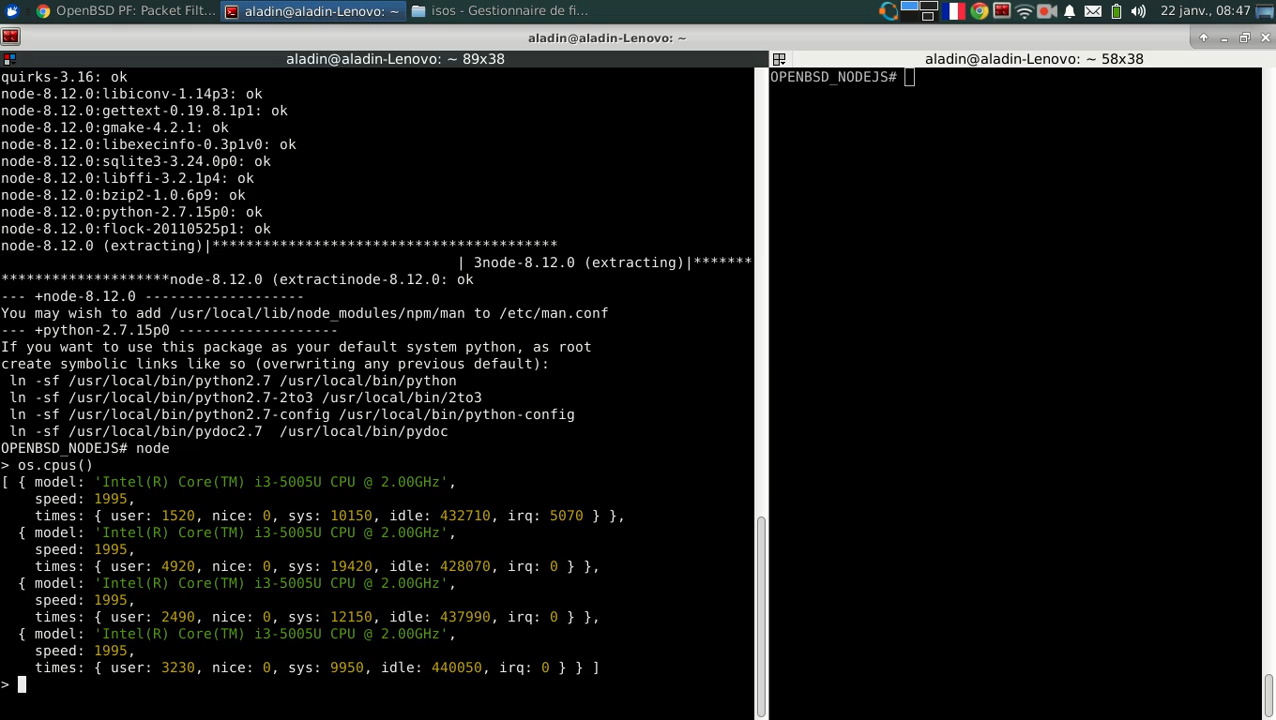 OpenBSD PF: Packet Filt...
aladin@aladin-Lenovo: ~
isos - Gestionnaire de fi...
22 janv., 08:47
aladin@aladin-Lenovo: ~
aladin@aladin-Lenovo: ~ 89x38
quirks-3.16: ok
node-8.12.0:libiconv-1.14p3: ok
node-8.12.0:gettext-0.19.8.1p1: ok
node-8.12.0:gmake-4.2.1: ok
node-8.12.0:libexecinfo-0.3p1v0: ok
node-8.12.0:sqlite3-3.24.0p0: ok
node-8.12.0:libffi-3.2.1p4: ok
node-8.12.0:bzip2-1.0.6p9: ok
node-8.12.0:python-2.7.15p0: ok
node-8.12.0:flock-20110525p1: ok
node-8.12.0 (extracting)|*****************************************
| 3node-8.12.0 (extracting)|*******
********************node-8.12.0 (extractinode-8.12.0: ok
--- +node-8.12.0 -------------------
You may wish to add /usr/local/lib/node_modules/npm/man to /etc/man.conf
--- +python-2.7.15p0 -------------------
If you want to use this package as your default system python, as root
create symbolic links like so (overwriting any previous default):
 ln -sf /usr/local/bin/python2.7 /usr/local/bin/python
 ln -sf /usr/local/bin/python2.7-2to3 /usr/local/bin/2to3
 ln -sf /usr/local/bin/python2.7-config /usr/local/bin/python-config
 ln -sf /usr/local/bin/pydoc2.7  /usr/local/bin/pydoc
OPENBSD_NODEJS# node
> os.cpus()
[ { model: 'Intel(R) Core(TM) i3-5005U CPU @ 2.00GHz',
    speed: 1995,
    times: { user: 1520, nice: 0, sys: 10150, idle: 432710, irq: 5070 } },
  { model: 'Intel(R) Core(TM) i3-5005U CPU @ 2.00GHz',
    speed: 1995,
    times: { user: 4920, nice: 0, sys: 19420, idle: 428070, irq: 0 } },
  { model: 'Intel(R) Core(TM) i3-5005U CPU @ 2.00GHz',
    speed: 1995,
    times: { user: 2490, nice: 0, sys: 12150, idle: 437990, irq: 0 } },
  { model: 'Intel(R) Core(TM) i3-5005U CPU @ 2.00GHz',
    speed: 1995,
    times: { user: 3230, nice: 0, sys: 9950, idle: 440050, irq: 0 } } ]
>
aladin@aladin-Lenovo: ~ 58x38
OPENBSD_NODEJS#